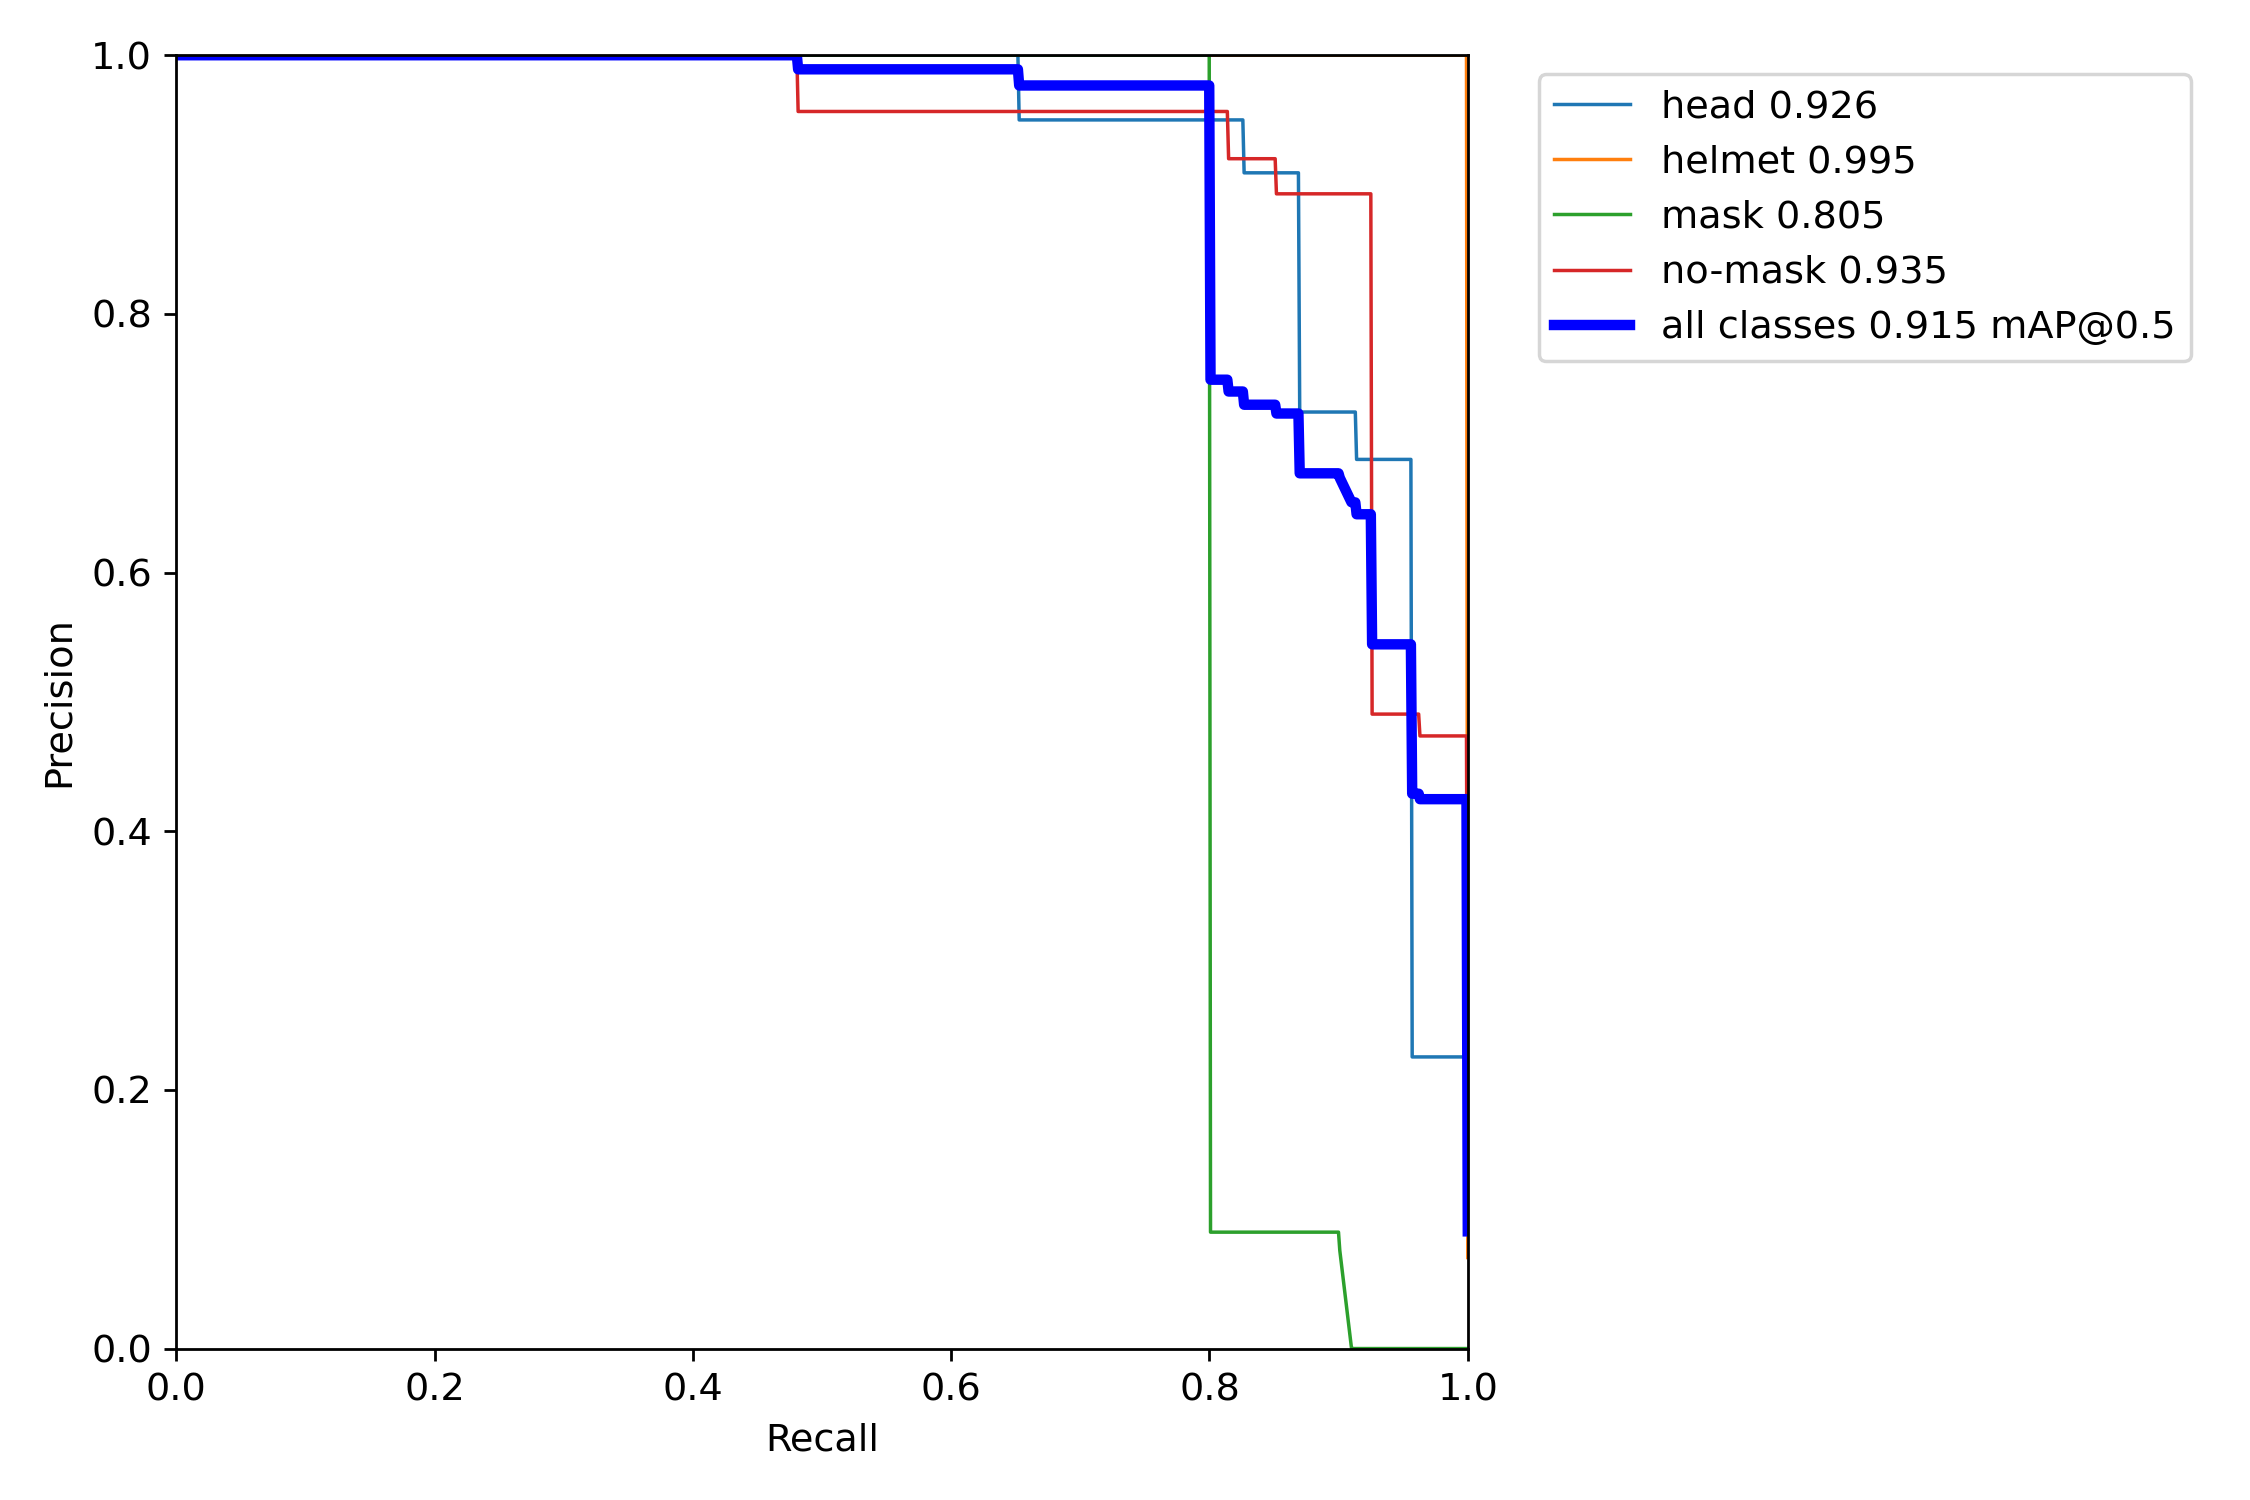 1.0
0.8
0.6
0.4
0.2
0.0
Precision
0.0 0.2 0.4 0.6 0.8 1.0
Recall
head 0.926
helmet 0.995
mask 0.805
no-mask 0.935
all classes 0.915 mAP@0.5